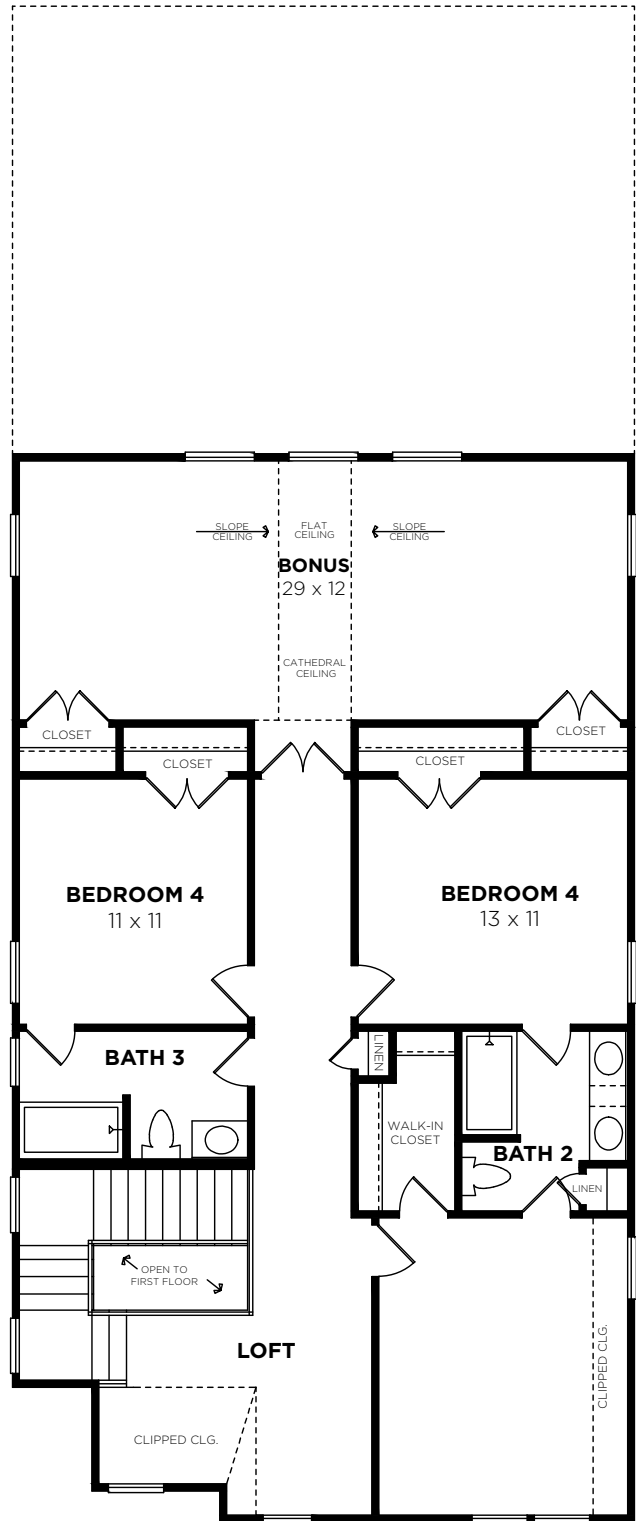 SLOPE
CEILING
FLAT
CEILING
SLOPE
CEILING
BONUS
29 x 12
CATHEDRAL
CEILING
CLOSET
CLOSET
CLOSET
CLOSET
BEDROOM 4
11 x 11
BEDROOM 4
13 x 11
BATH 3
LINEN
WALK-IN
CLOSET
BATH 2
LINEN
OPEN TO
FIRST FLOOR
LOFT
CLIPPED CLG.
CLIPPED CLG.